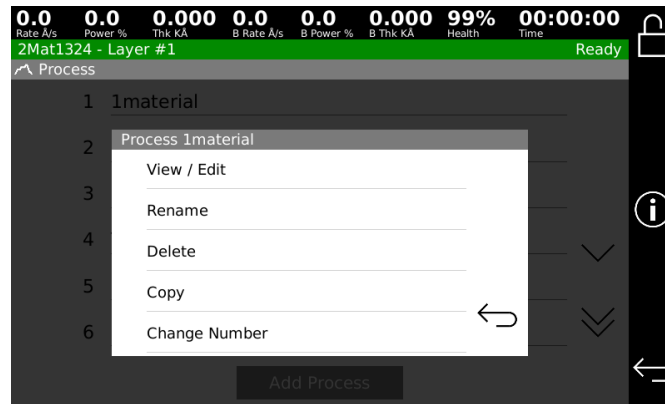 0.0 0.0 0.000 0.0 0.0 0.000 99% 00:00:00
Rate Å/s Power % Thk KÅ B Rate Å/s B Power % B Thk KÅ Health Time
2Mat1324 - Layer #1 Ready
Process
1 1material
2
3
4
5
6
Process 1material
View / Edit
Rename
Delete
Copy
Change Number
Add Process